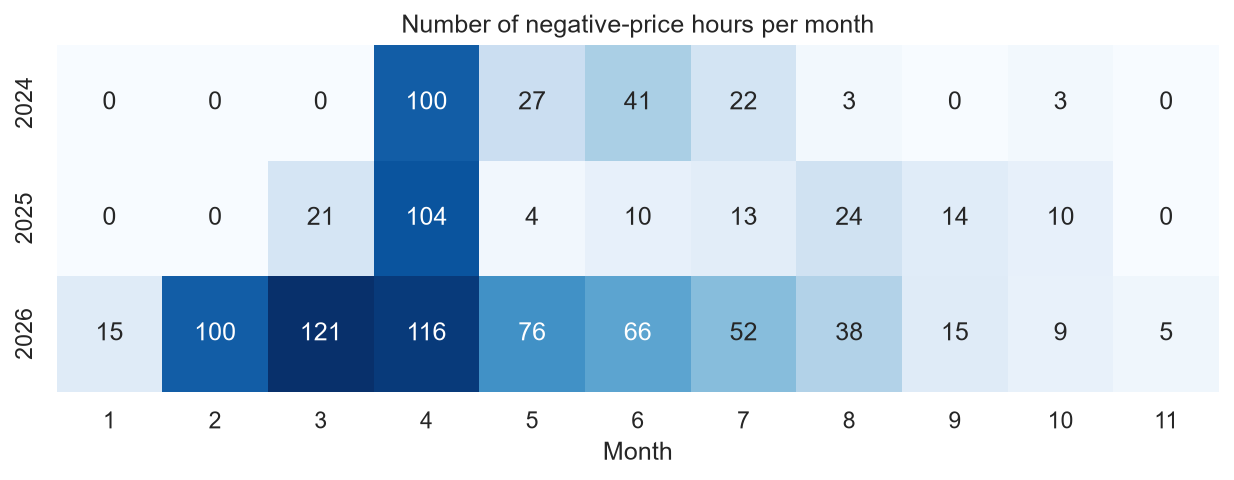 Number of negative-price hours per month
2024 0 0 0 100 27 41 22 3 0 3 0
2025 0 0 21 104 4 10 13 24 14 10 0
2026 15 100 121 116 76 66 52 38 15 9 5
1 2 3 4 5 6 7 8 9 10 11
Month